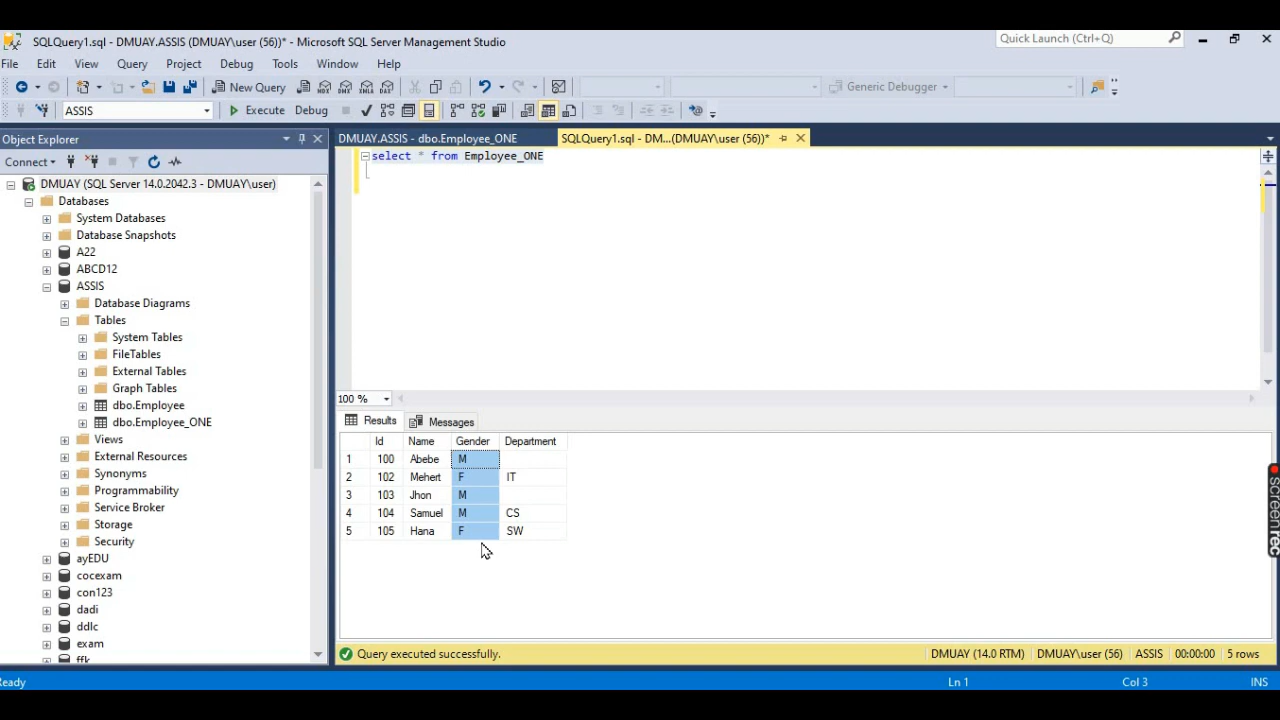 SQLQuery1.sql - DMUAY.ASSIS (DMUAY\user (56))* - Microsoft SQL Server Management Studio
Quick Launch (Ctrl+Q)
File Edit View Query Project Debug Tools Window Help
New Query
Generic Debugger
ASSIS
Execute Debug
Object Explorer
DMUAY.ASSIS - dbo.Employee_ONE
SQLQuery1.sql - DM...(DMUAY\user (56))*
Connect
select * from Employee_ONE
DMUAY (SQL Server 14.0.2042.3 - DMUAY\user)
Databases
System Databases
Database Snapshots
A22
ABCD12
ASSIS
Database Diagrams
Tables
System Tables
FileTables
External Tables
Graph Tables
dbo.Employee
dbo.Employee_ONE
Views
External Resources
Synonyms
Programmability
Service Broker
Storage
Security
ayEDU
cocexam
con123
dadi
ddlc
exam
ffk
100 %
Results Messages
Id Name Gender Department
1 100 Abebe M
2 102 Mehert F IT
3 103 Jhon M
4 104 Samuel M CS
5 105 Hana F SW
screenrec
Query executed successfully.
DMUAY (14.0 RTM) DMUAY\user (56) ASSIS 00:00:00 5 rows
Ready
Ln 1 Col 3 INS